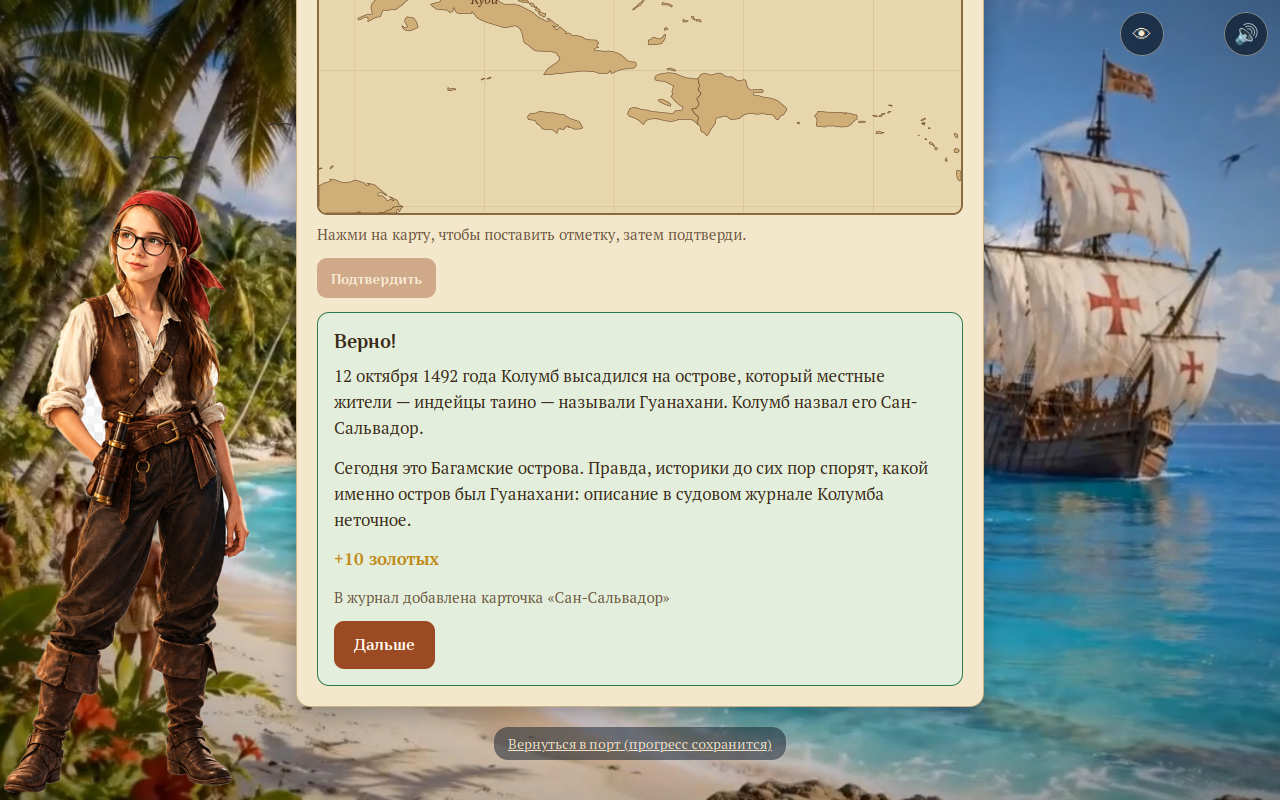 Куба
Нажми на карту, чтобы поставить отметку, затем подтверди.
Подтвердить
Верно!
12 октября 1492 года Колумб высадился на острове, который местные
жители — индейцы таино — называли Гуанахани. Колумб назвал его Сан-
Сальвадор.
Сегодня это Багамские острова. Правда, историки до сих пор спорят, какой
именно остров был Гуанахани: описание в судовом журнале Колумба
неточное.
+10 золотых
В журнал добавлена карточка «Сан-Сальвадор»
Дальше
Вернуться в порт (прогресс сохранится)